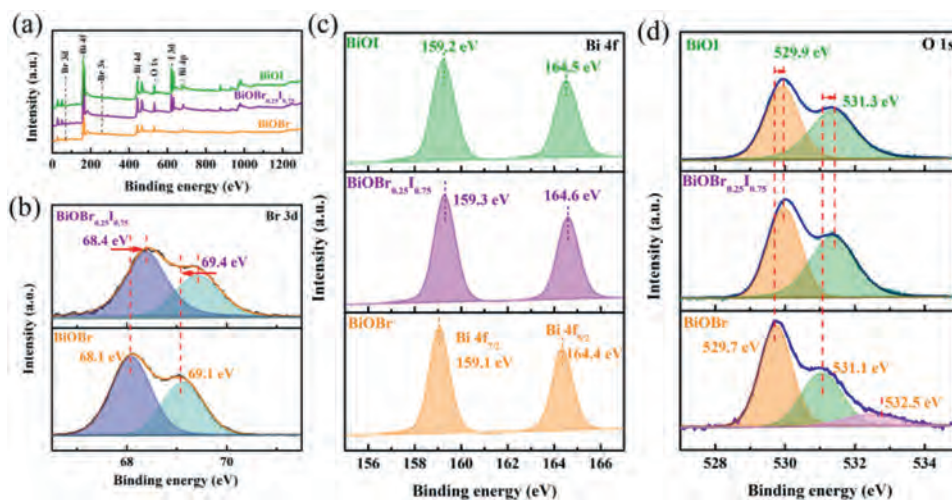 (a)
Intensity (a.u.)
Br 3d
Bi 4f
Br 3s
Bi 4d
O 1s
I 3d
Bi 4p
BiOI
BiOBr0.25I0.75
BiOBr
0 200 400 600 800 1000 1200
Binding energy (eV)
(b)
Intensity (a.u.)
BiOBr0.25I0.75
Br 3d
68.4 eV
69.4 eV
BiOBr
68.1 eV
69.1 eV
68 70
Binding energy (eV)
(c)
Intensity (a.u.)
BiOI
159.2 eV
Bi 4f
164.5 eV
BiOBr0.25I0.75
159.3 eV
164.6 eV
BiOBr
Bi 4f7/2
159.1 eV
Bi 4f5/2
164.4 eV
156 158 160 162 164 166
Binding energy (eV)
(d)
Intensity (a.u.)
BiOI
529.9 eV
O 1s
531.3 eV
BiOBr0.25I0.75
BiOBr
529.7 eV
531.1 eV
532.5 eV
528 530 532 534
Binding energy (eV)